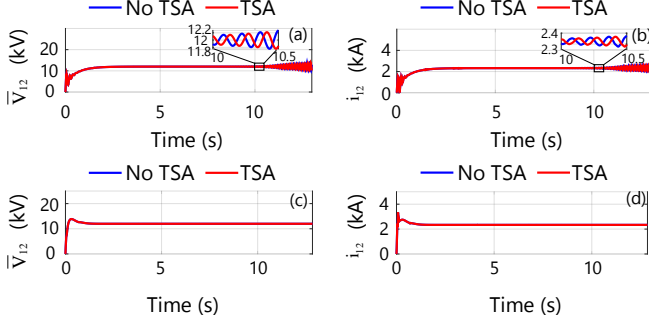 No TSA TSA
V̅₁₂ (kV)
20
10
0
12.2
12
11.8
10
10.5
(a)
0 5 10
Time (s)
No TSA TSA
i₁₂ (kA)
4
2
0
2.4
2.3
10
10.5
(b)
0 5 10
Time (s)
No TSA TSA
V̅₁₂ (kV)
20
10
0
(c)
0 5 10
Time (s)
No TSA TSA
i₁₂ (kA)
4
2
0
(d)
0 5 10
Time (s)